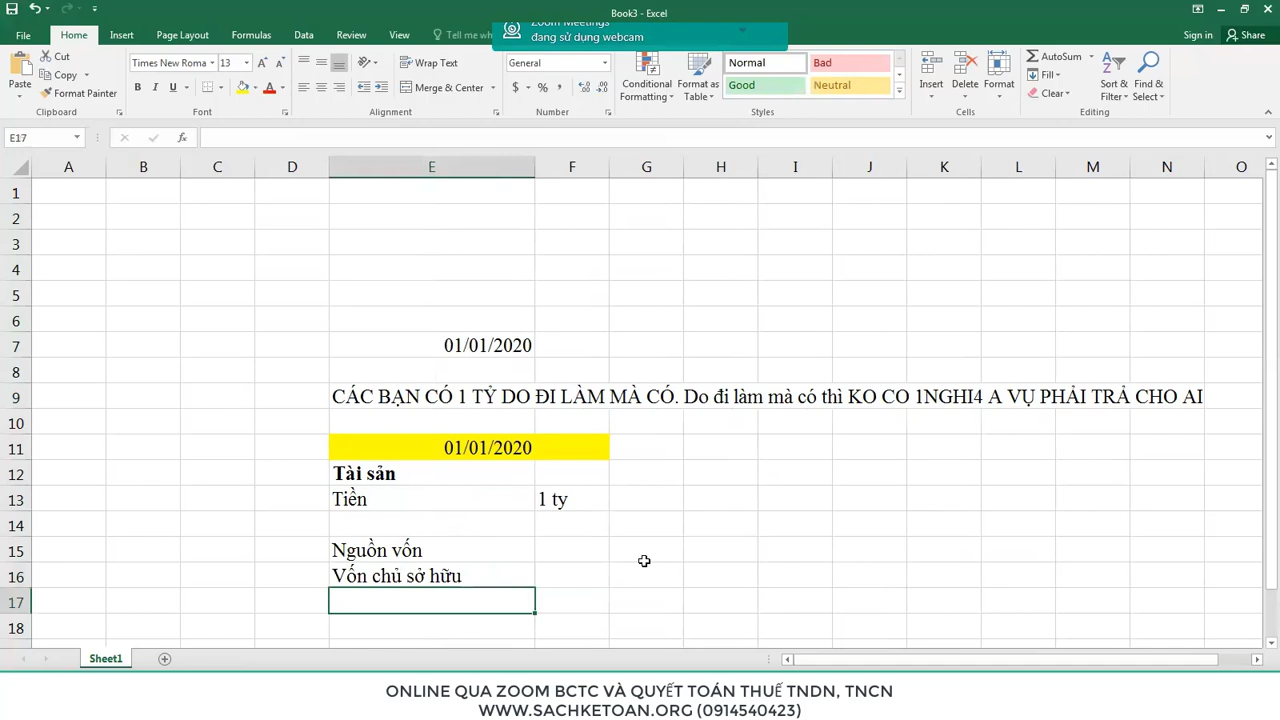 Book3 - Excel
Zoom Meetings
đang sử dụng webcam
File Home Insert Page Layout Formulas Data Review View Tell me Sign in Share
Cut
Copy
Format Painter
Paste
Clipboard
Times New Roma 13
B I U
Font
Wrap Text
Merge & Center
Alignment
General
Number
Conditional Formatting
Format as Table
Normal Bad
Good Neutral
Styles
Insert Delete Format
Cells
AutoSum
Fill
Clear
Sort & Filter
Find & Select
Editing
E17 fx
A B C D E F G H I J K L M N O
1
2
3
4
5
6
7 01/01/2020
8
9 CÁC BẠN CÓ 1 TỶ DO ĐI LÀM MÀ CÓ. Do đi làm mà có thì KO CO 1NGHI4 A VỤ PHẢI TRẢ CHO AI
10
11 01/01/2020
12 Tài sản
13 Tiền 1 ty
14
15 Nguồn vốn
16 Vốn chủ sở hữu
17
18
Sheet1
ONLINE QUA ZOOM BCTC VÀ QUYẾT TOÁN THUẾ TNDN, TNCN
WWW.SACHKETOAN.ORG (0914540423)